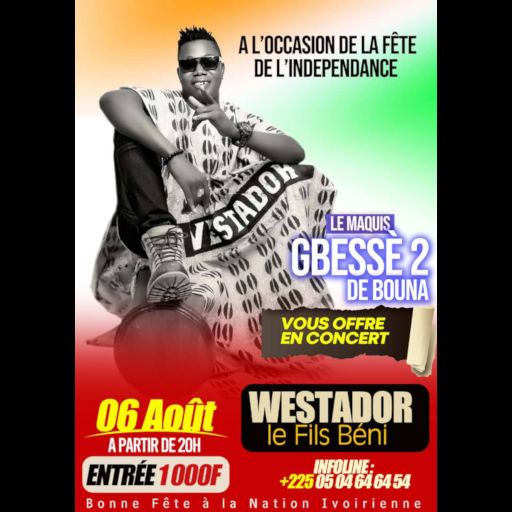 A L'OCCASION DE LA FÊTE
DE L'INDEPENDANCE
WESTADOR
LE MAQUIS
GBESSÈ 2
DE BOUNA
VOUS OFFRE
EN CONCERT
06 Août
A PARTIR DE 20H
ENTRÉE 1000F
WESTADOR
le Fils Béni
INFOLINE :
+225 05 04 64 64 54
Bonne Fête à la Nation Ivoirienne